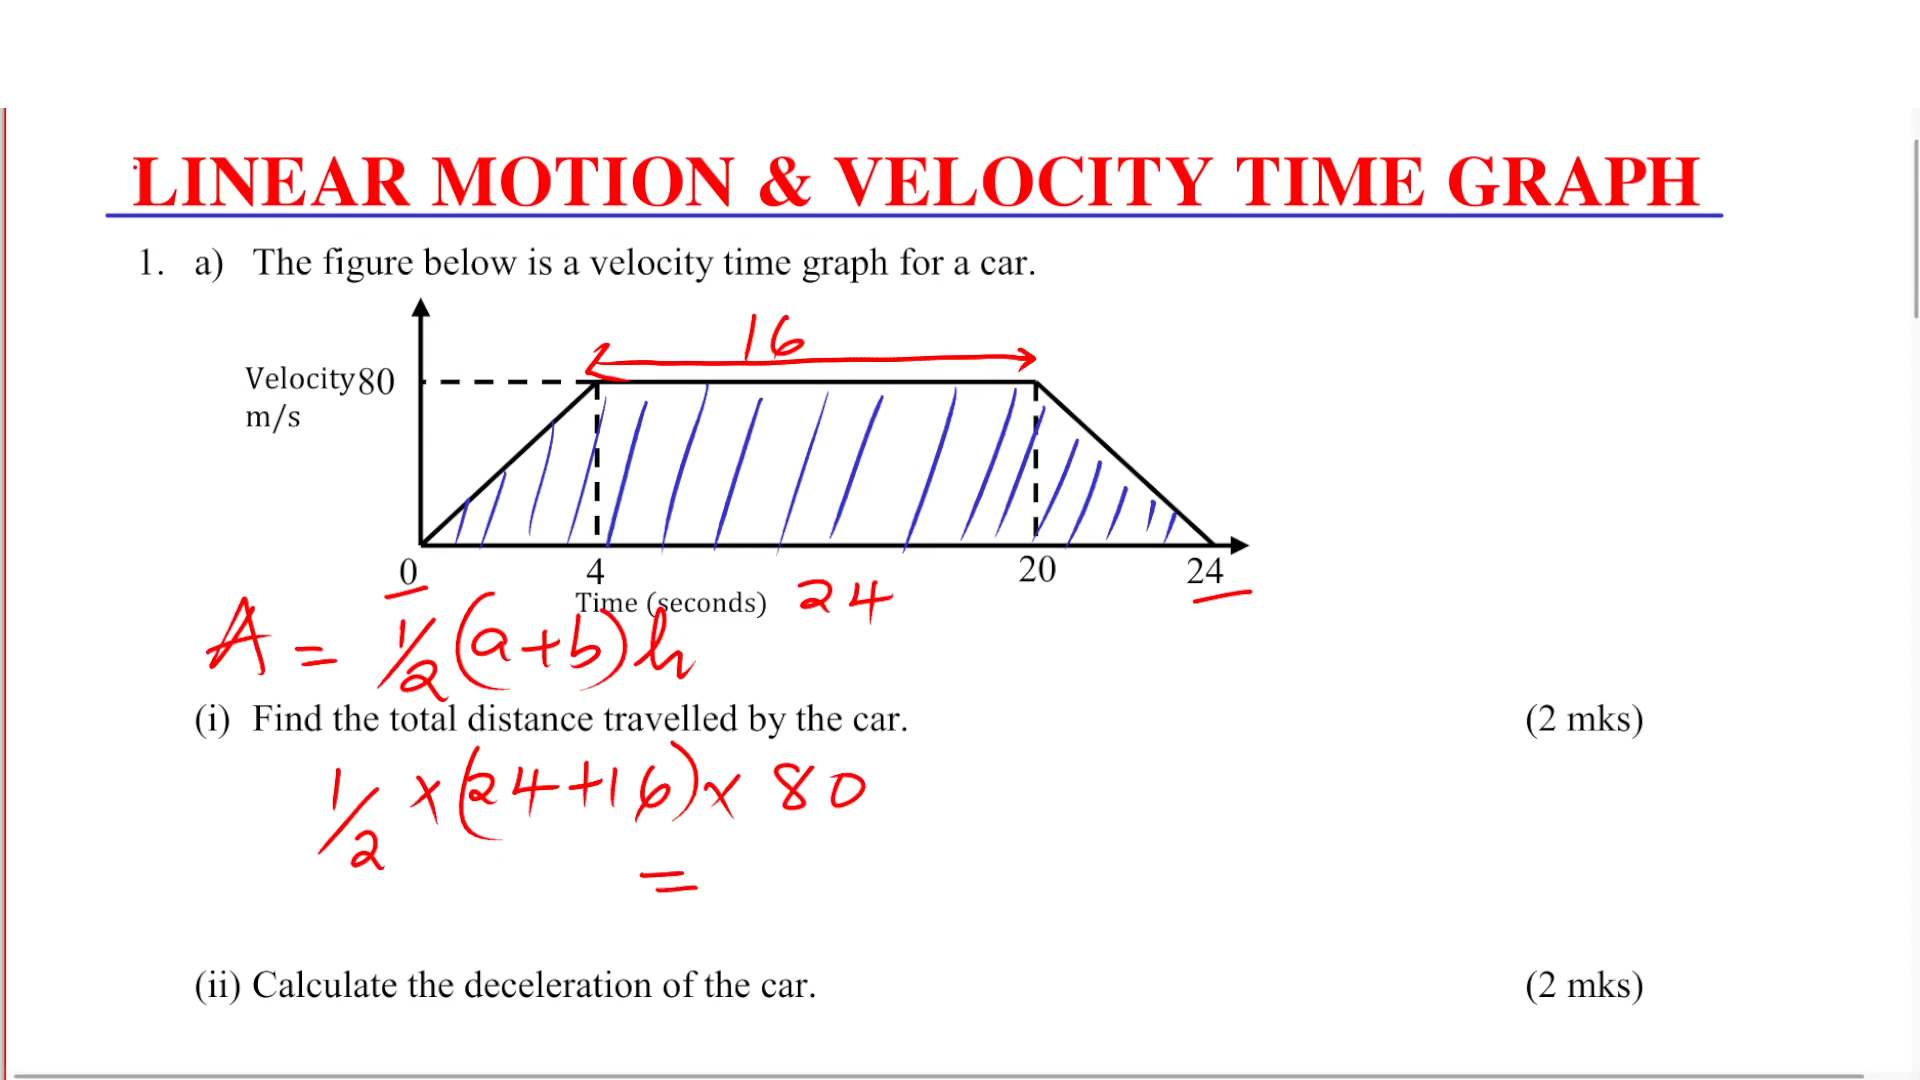 LINEAR MOTION & VELOCITY TIME GRAPH
1. a) The figure below is a velocity time graph for a car.
16
Velocity80
m/s
0 4 20 24
Time (seconds) 24
A = 1/2 (a+b) h
(i) Find the total distance travelled by the car. (2 mks)
1/2 x (24+16) x 80
=
(ii) Calculate the deceleration of the car. (2 mks)